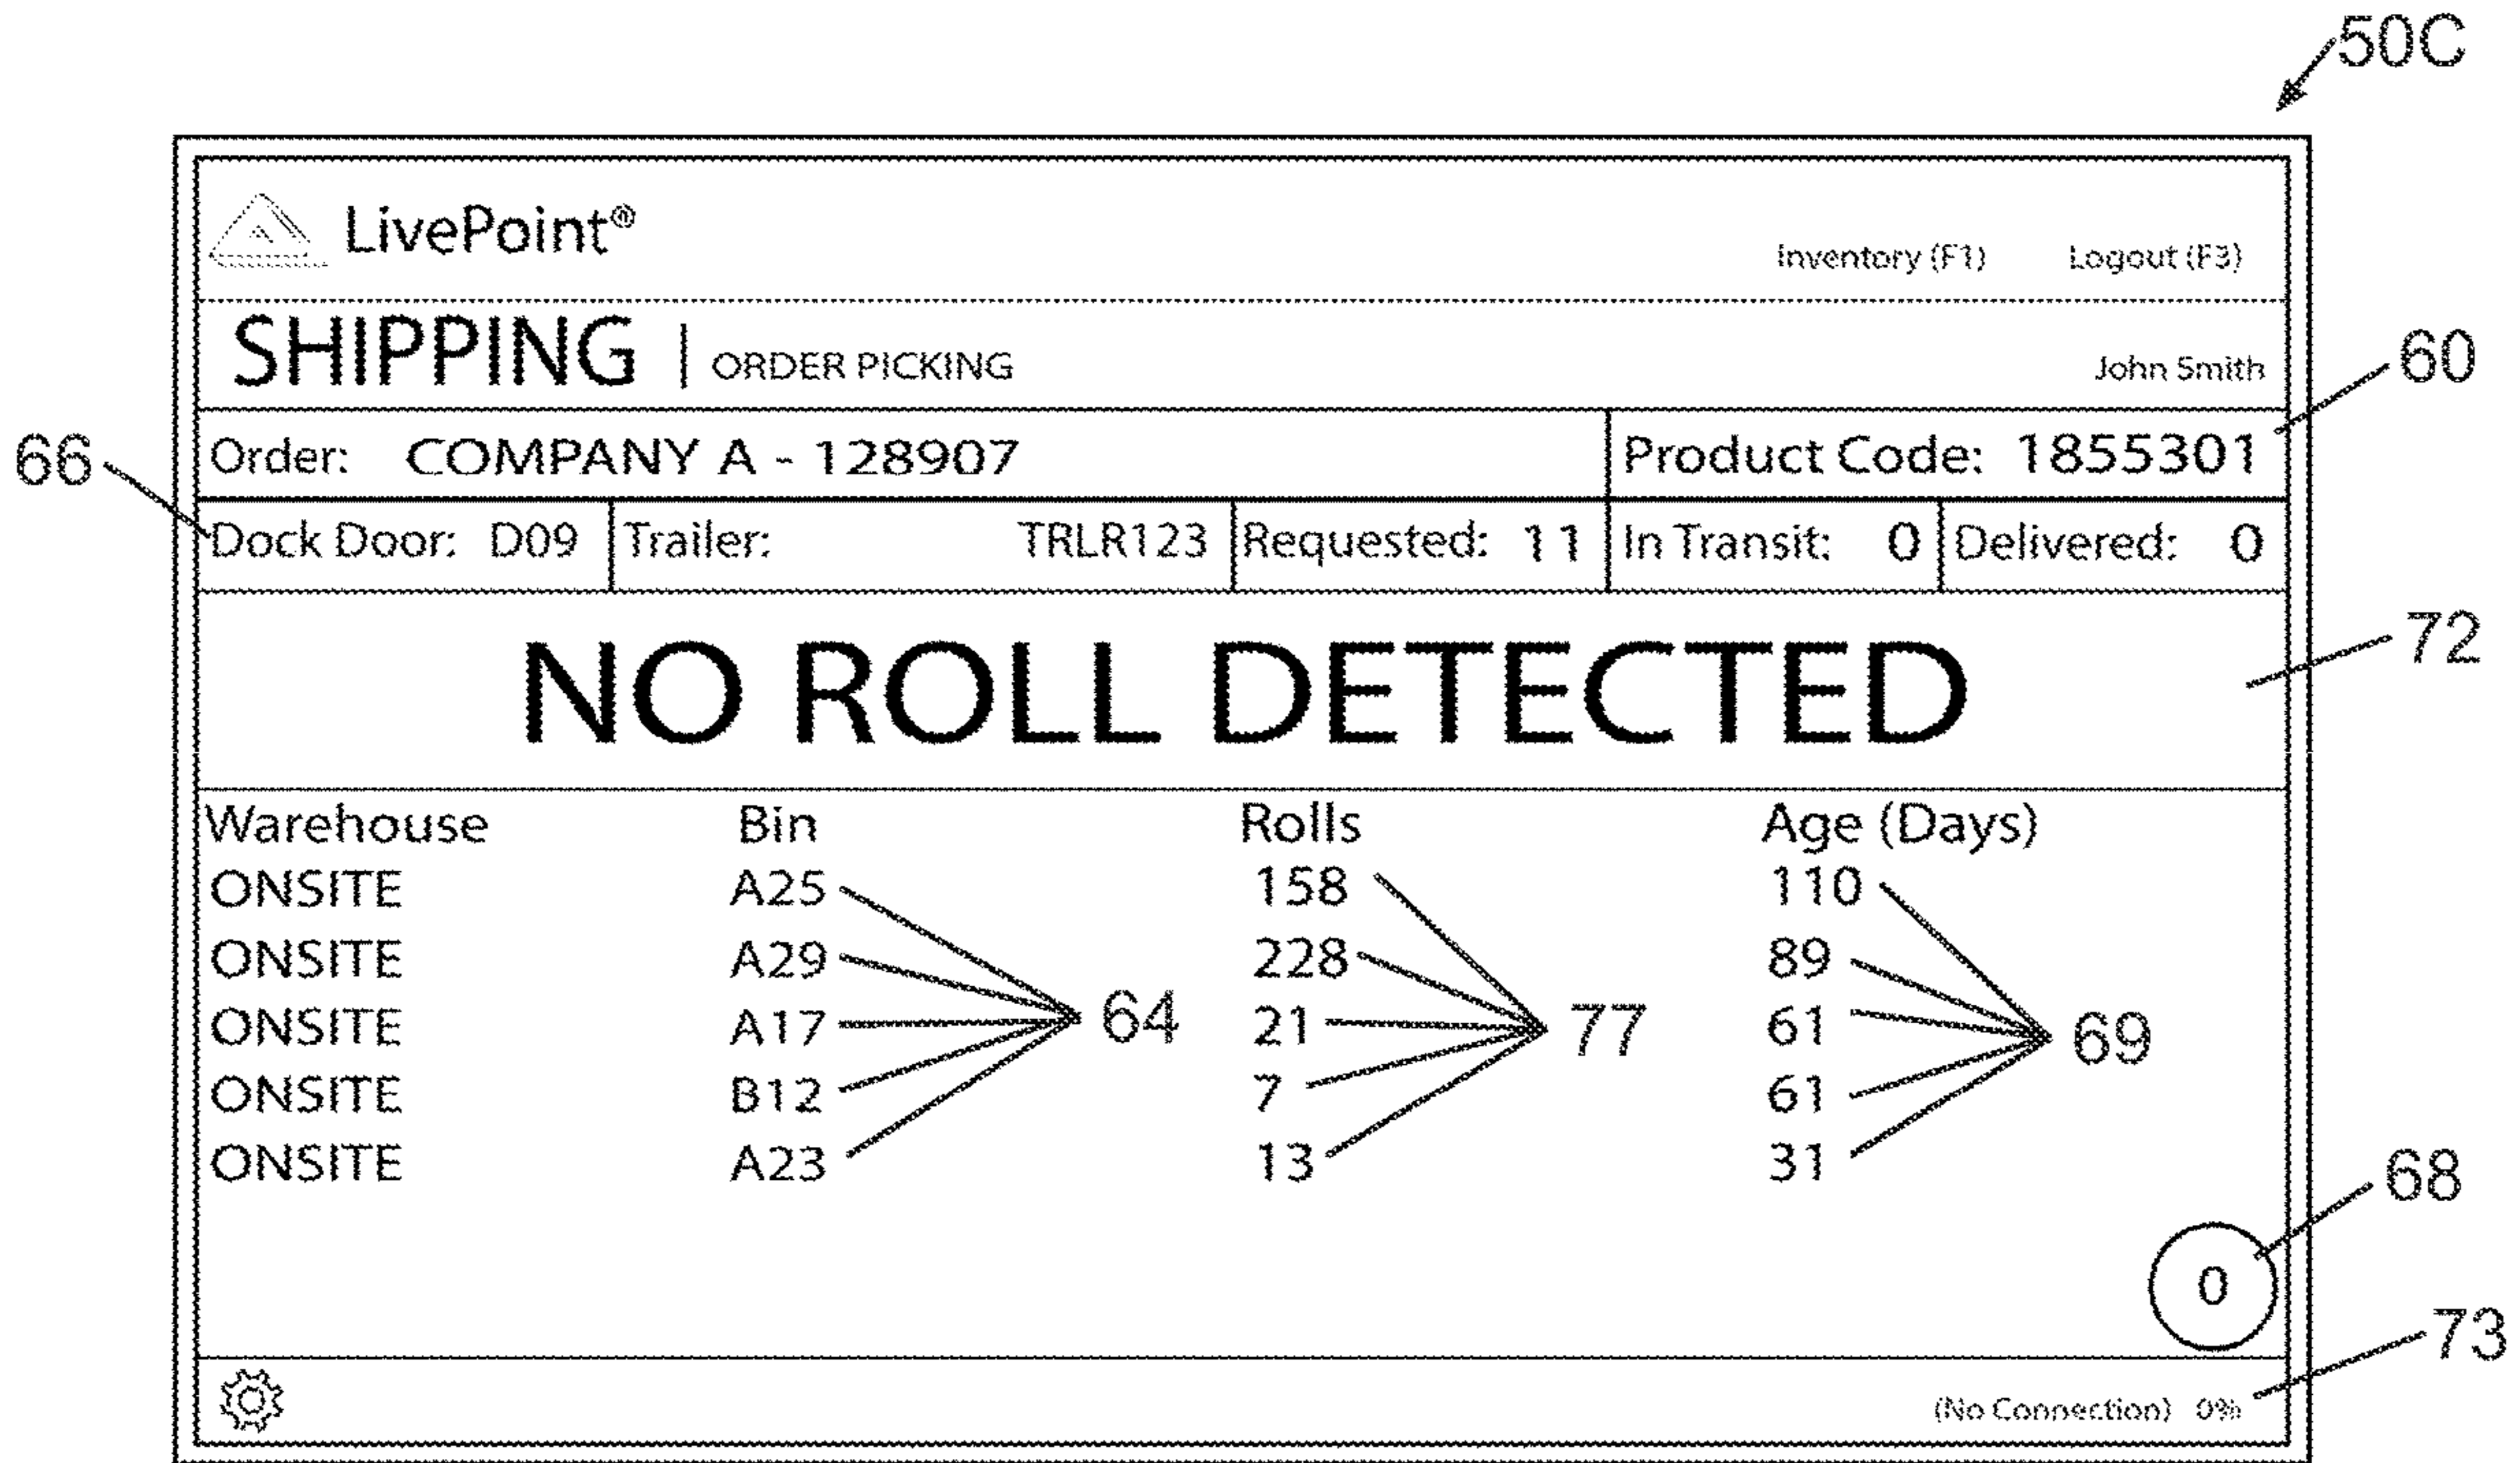 50C
LivePoint®
Inventory (F1) Logout (F3)
SHIPPING | ORDER PICKING John Smith
60
66
Order: COMPANY A - 128907 Product Code: 1855301
Dock Door: D09 Trailer: TRLR123 Requested: 11 In Transit: 0 Delivered: 0
72
NO ROLL DETECTED
Warehouse Bin Rolls Age (Days)
ONSITE A25 158 110
ONSITE A29 228 89
ONSITE A17 64 21 77 61 69
ONSITE B12 7 61
ONSITE A23 13 31
68
0
73
(No Connection) 0%